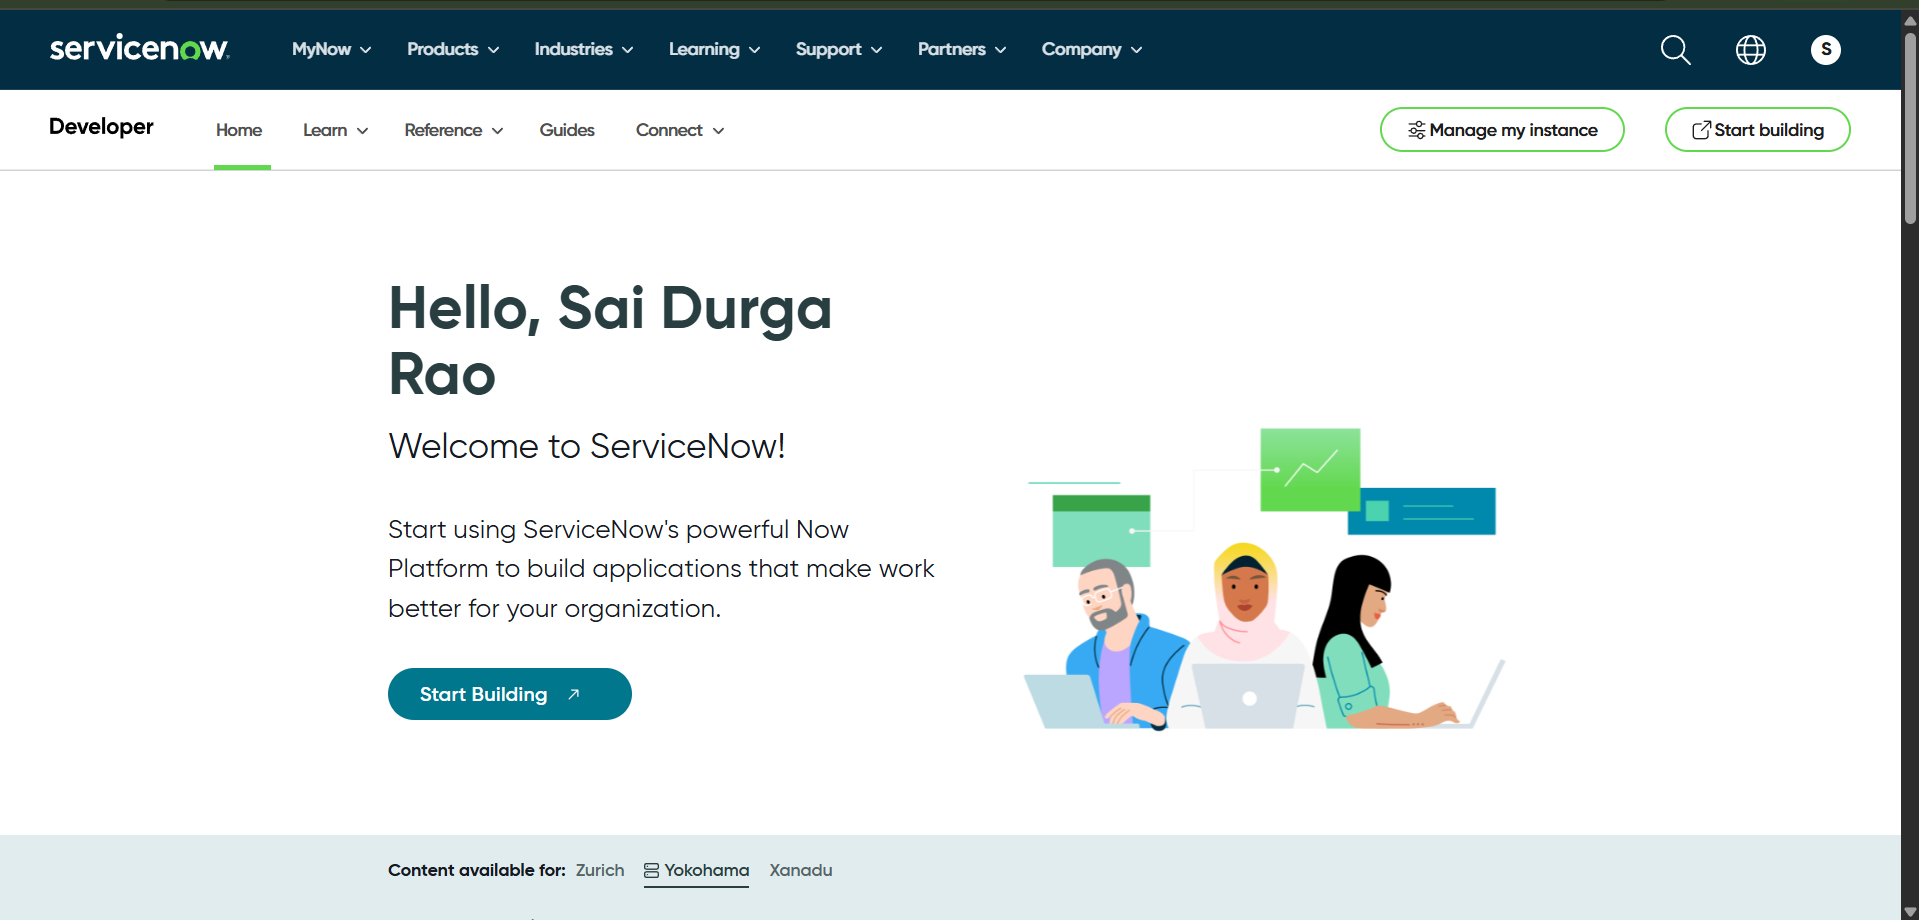 servicenow
MyNow Products Industries Learning Support Partners Company S
Developer Home Learn Reference Guides Connect Manage my instance Start building
Hello, Sai Durga
Rao
Welcome to ServiceNow!
Start using ServiceNow's powerful Now
Platform to build applications that make work
better for your organization.
Start Building
Content available for: Zurich Yokohama Xanadu